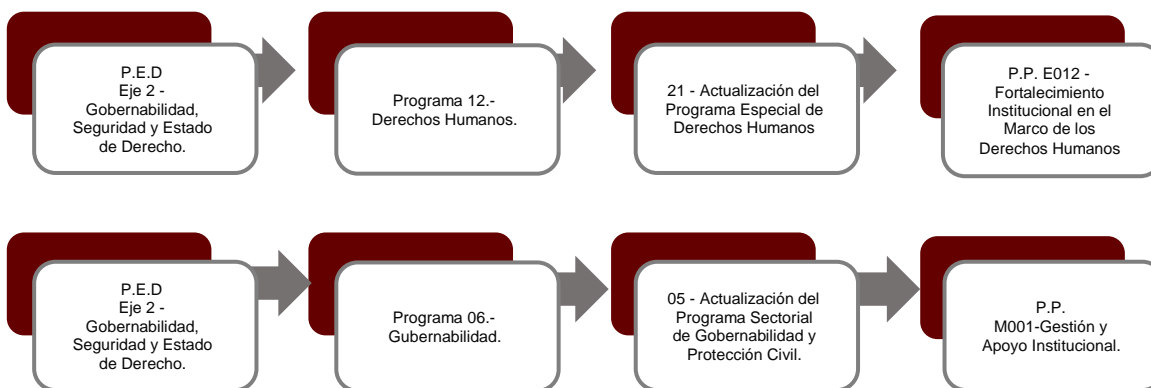 P.E.D
Eje 2 -
Gobernabilidad,
Seguridad y Estado
de Derecho.
Programa 12.-
Derechos Humanos.
21 - Actualización del
Programa Especial de
Derechos Humanos
P.P. E012 -
Fortalecimiento
Institucional en el
Marco de los
Derechos Humanos
P.E.D
Eje 2 -
Gobernabilidad,
Seguridad y Estado
de Derecho.
Programa 06.-
Gubernabilidad.
05 - Actualización del
Programa Sectorial
de Gobernabilidad y
Protección Civil.
P.P.
M001-Gestión y
Apoyo Institucional.